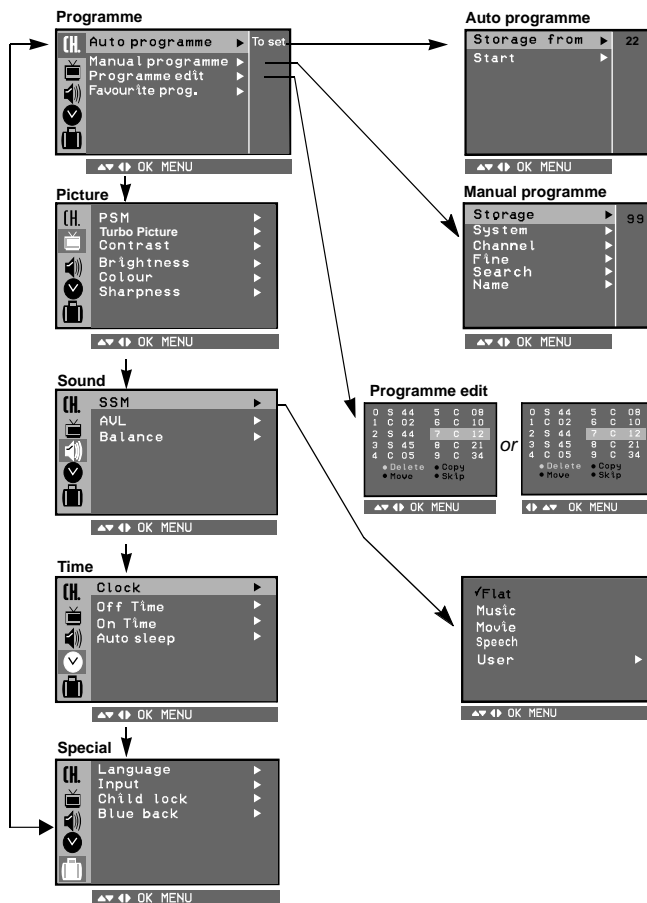 Programme
CH. Auto programme To set
Manual programme
Programme edit
Favourite prog.
OK MENU
Auto programme
Storage from 22
Start
OK MENU
Picture
CH. PSM
Turbo Picture
Contrast
Brightness
Colour
Sharpness
OK MENU
Manual programme
Storage 99
System
Channel
Fine
Search
Name
OK MENU
Sound
CH. SSM
AVL
Balance
OK MENU
Programme edit
0 S 44 5 C 08
1 C 02 6 C 10
2 S 44 7 C 12
3 S 45 8 C 21
4 C 05 9 C 34
Delete Copy
Move Skip
OK MENU
or
0 S 44 5 C 08
1 C 02 6 C 10
2 S 44 7 C 12
3 S 45 8 C 21
4 C 05 9 C 34
Delete Copy
Move Skip
OK MENU
Time
CH. Clock
Off Time
On Time
Auto sleep
OK MENU
✓Flat
Music
Movie
Speech
User
OK MENU
Special
CH. Language
Input
Child lock
Blue back
OK MENU